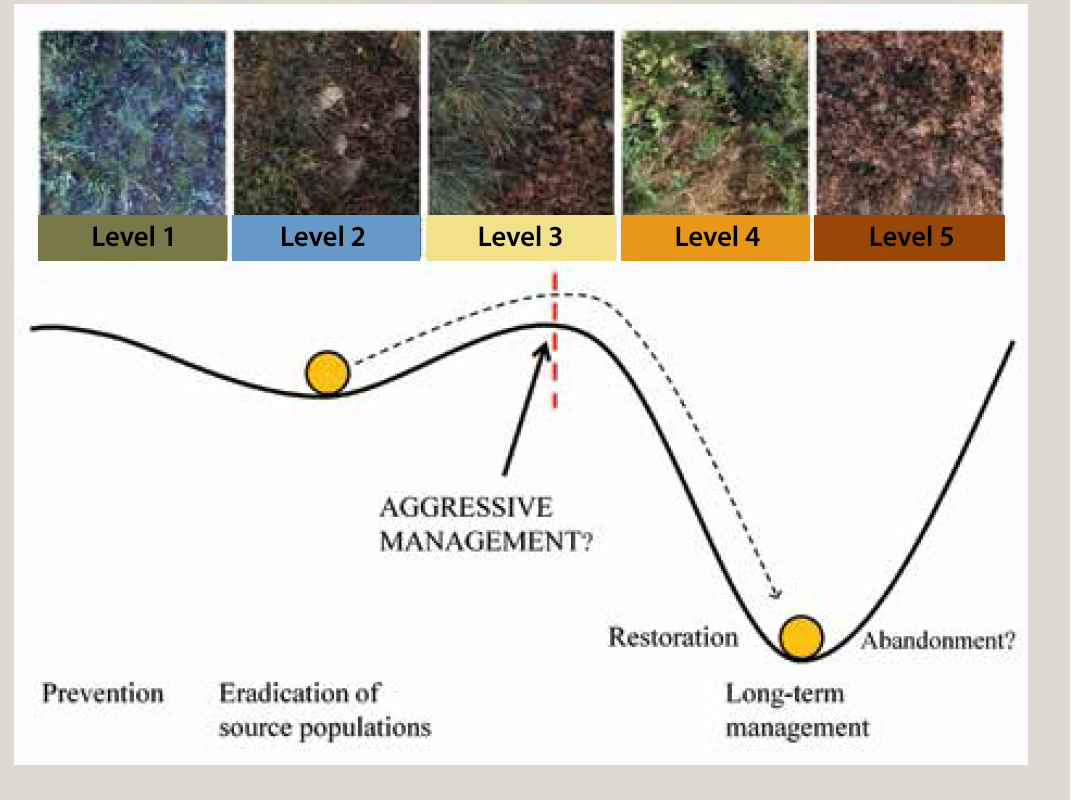 Level 1
Level 2
Level 3
Level 4
Level 5
AGGRESSIVE
MANAGEMENT?
Restoration
Abandonment?
Prevention
Eradication of
source populations
Long-term
management